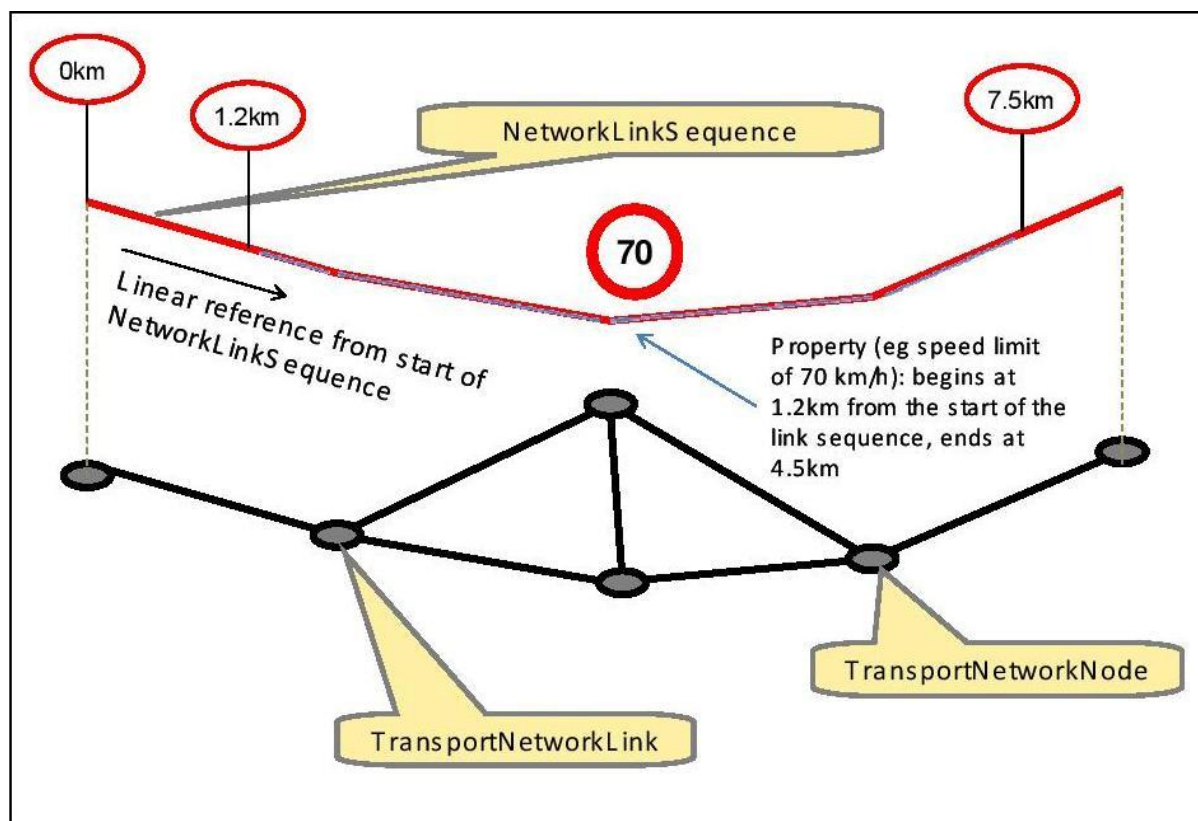 0km
1.2km
7.5km
NetworkLinkSequence
70
Linear reference from start of
NetworkLinkSequence
Property (eg speed limit
of 70 km/h): begins at
1.2km from the start of the
link sequence, ends at
4.5km
TransportNetworkNode
TransportNetworkLink